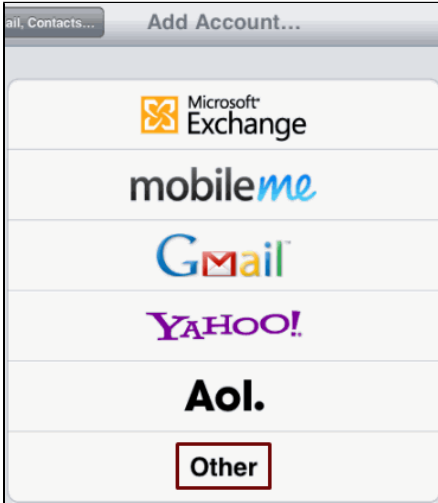 ail, Contacts...
Add Account...
Microsoft
Exchange
mobileme
Gmail
YAHOO!
Aol.
Other